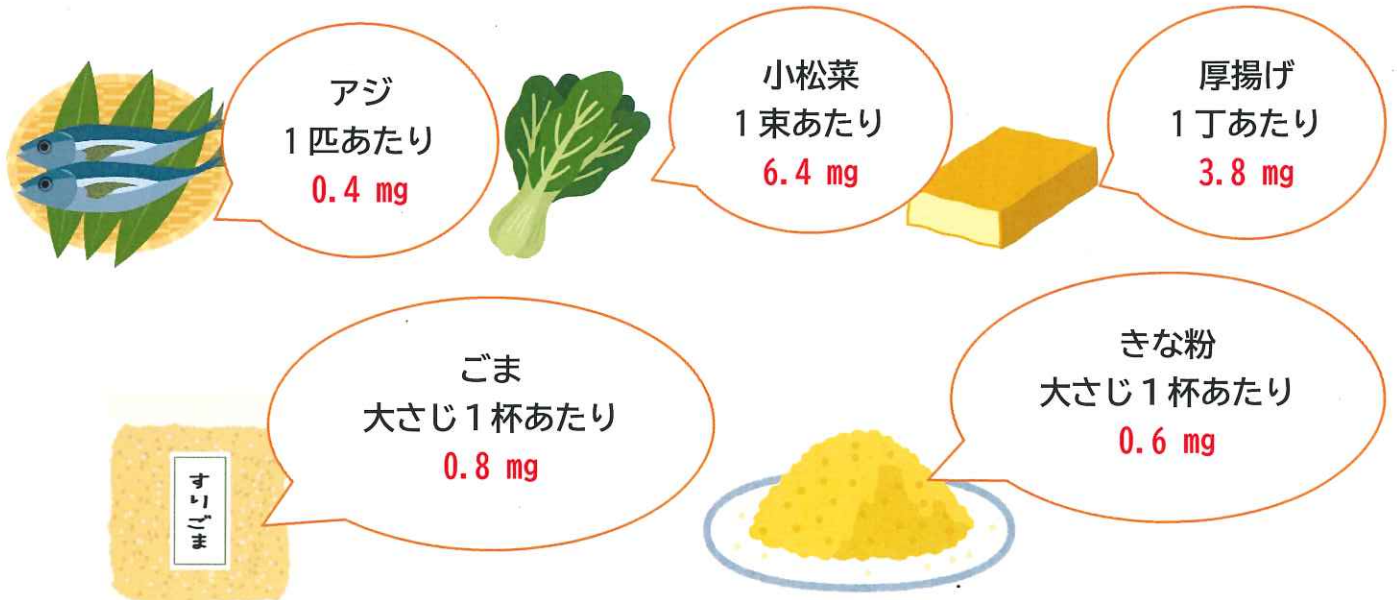 アジ
1匹あたり
0.4 mg
小松菜
1束あたり
6.4 mg
厚揚げ
1丁あたり
3.8 mg
ごま
大さじ1杯あたり
0.8 mg
すりごま
きな粉
大さじ1杯あたり
0.6 mg